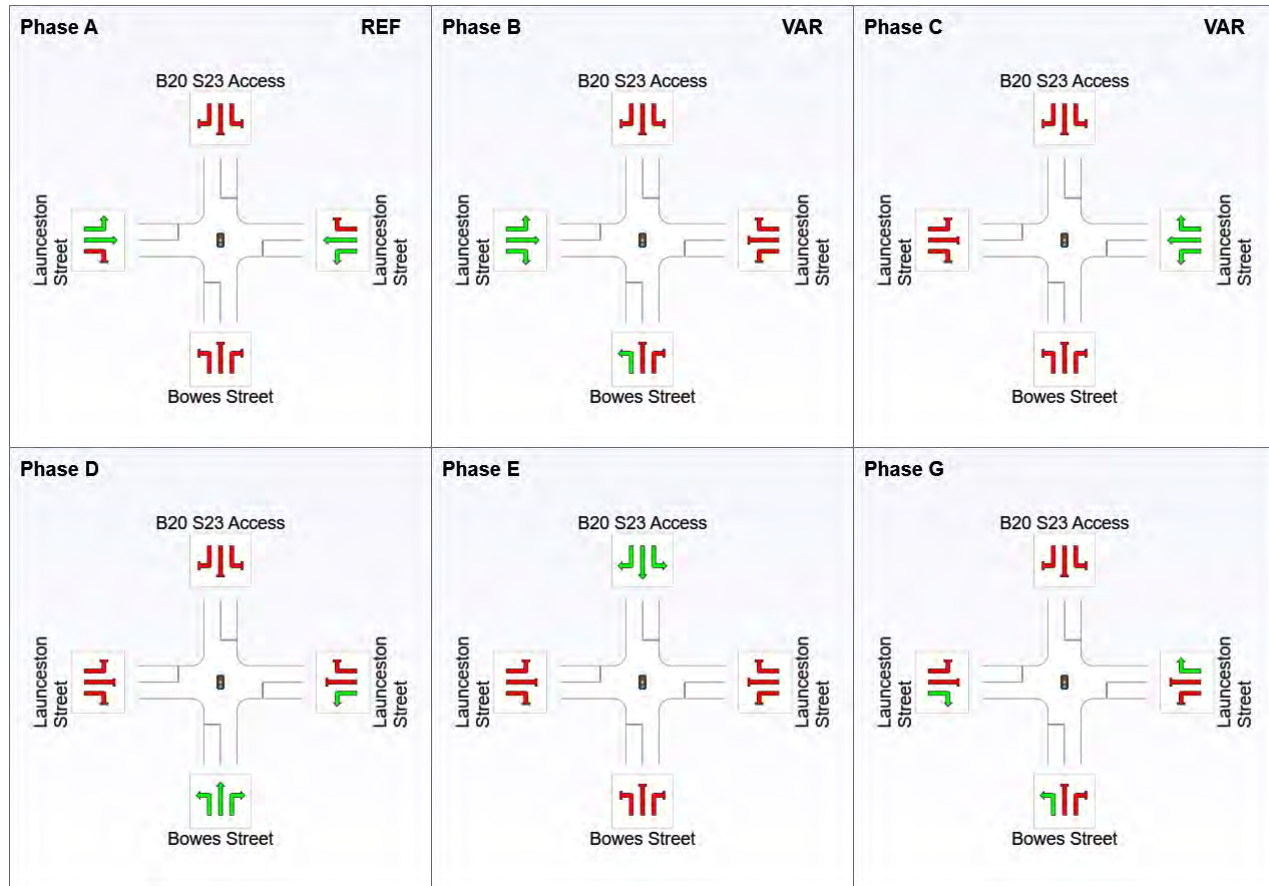 Phase A REF
B20 S23 Access
Launceston
Street
Launceston
Street
Bowes Street
Phase B VAR
B20 S23 Access
Launceston
Street
Launceston
Street
Bowes Street
Phase C VAR
B20 S23 Access
Launceston
Street
Launceston
Street
Bowes Street
Phase D
B20 S23 Access
Launceston
Street
Launceston
Street
Bowes Street
Phase E
B20 S23 Access
Launceston
Street
Launceston
Street
Bowes Street
Phase G
B20 S23 Access
Launceston
Street
Launceston
Street
Bowes Street